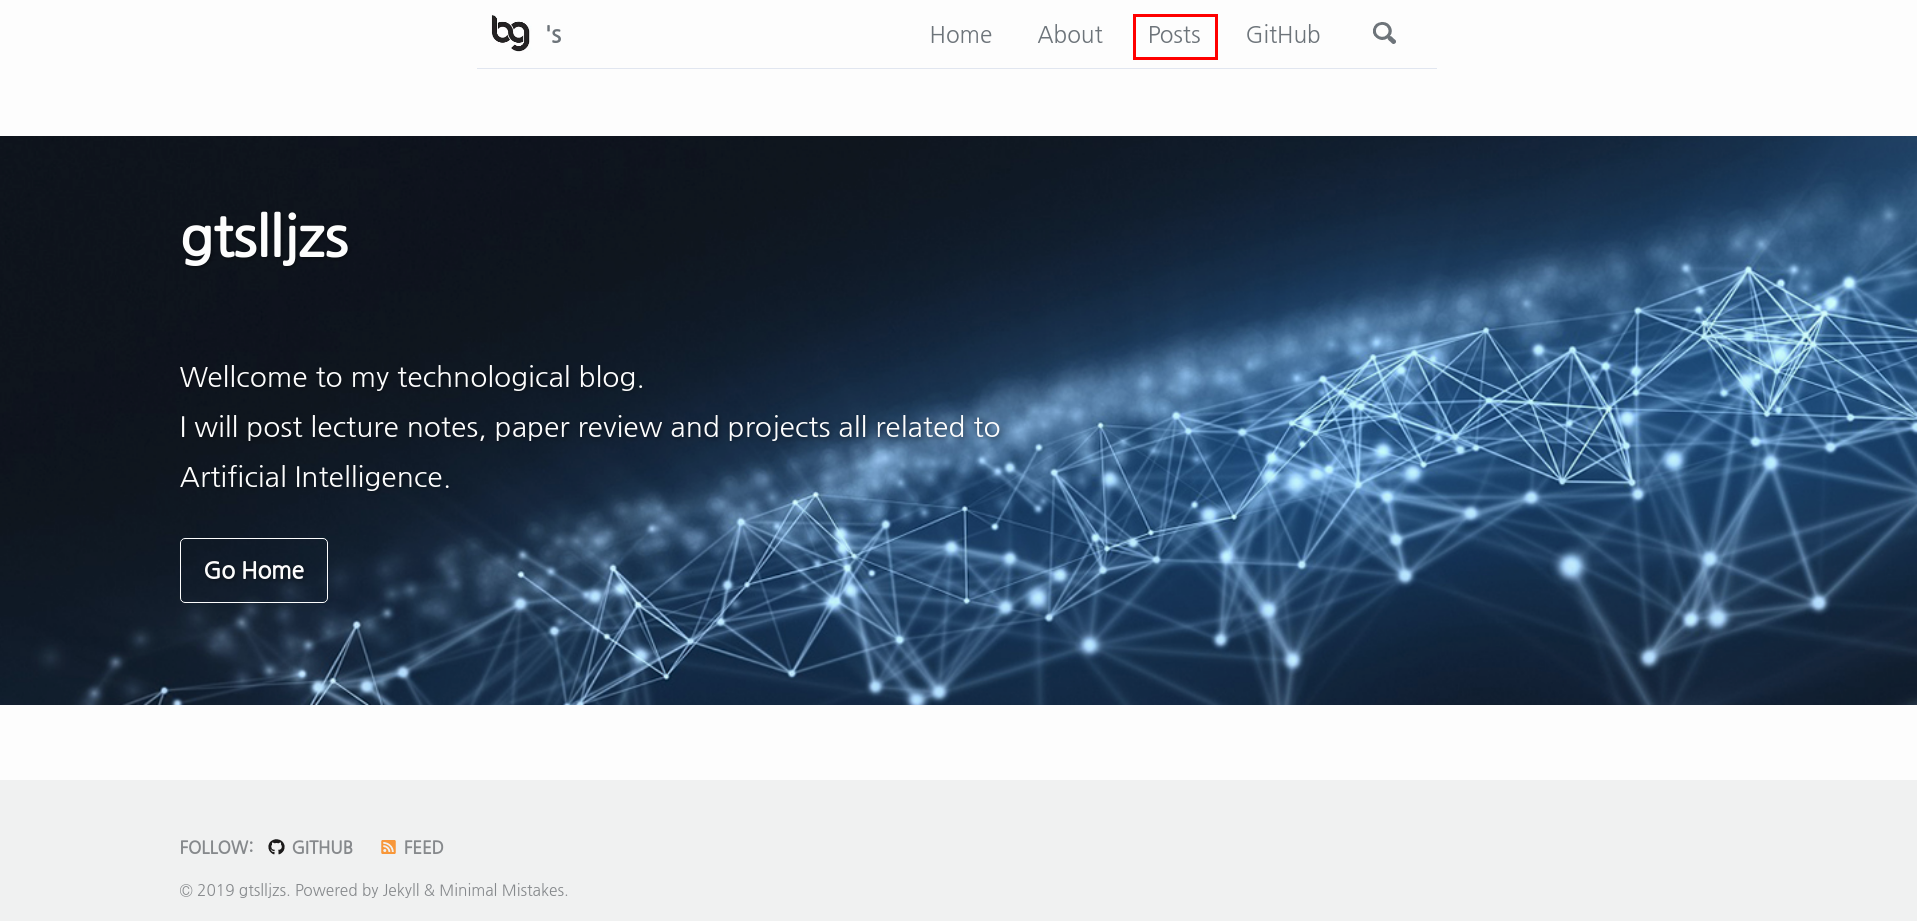 bg 's Home About Posts GitHub
gtslljzs
Wellcome to my technological blog.
I will post lecture notes, paper review and projects all related to
Artificial Intelligence.
Go Home
FOLLOW: GITHUB FEED
© 2019 gtslljzs. Powered by Jekyll & Minimal Mistakes.